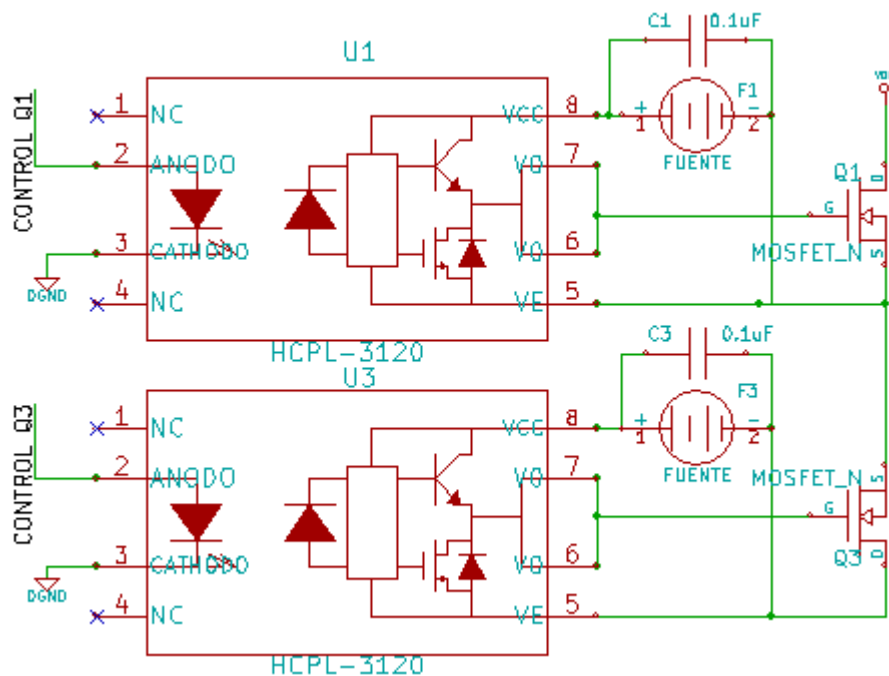 C1 0.1uF
U1
1 NC VCC 8 + 1 F1 - 2
FUENTE
CONTROL Q1
2 ANODO VO 7
Q1 D
G
MOSFET_N S
3 CATHODO VO 6
DGND
4 NC VE 5
HCPL-3120
C3 0.1uF
U3
1 NC VCC 8 + 1 F3 - 2
FUENTE
CONTROL Q3
2 ANODO VO 7
MOSFET_N S
G
Q3 D
3 CATHODO VO 6
DGND
4 NC VE 5
HCPL-3120